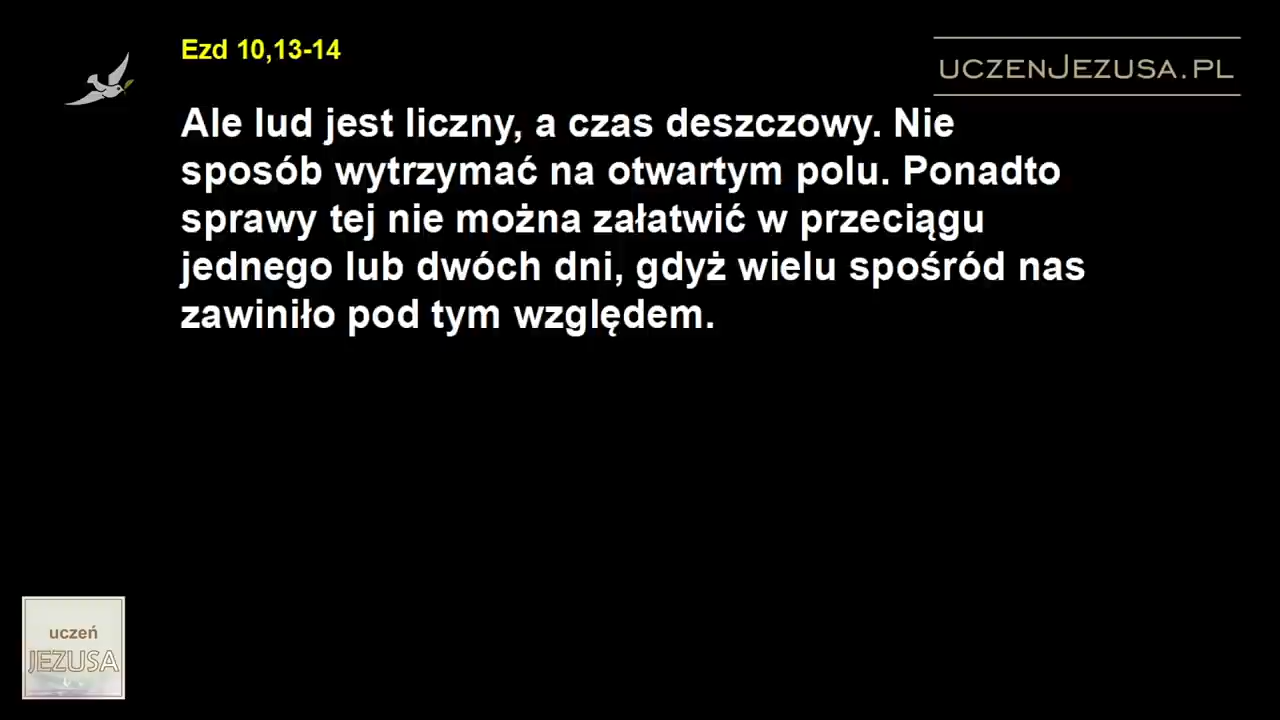 Ezd 10,13-14
UCZENJEZUSA.PL
Ale lud jest liczny, a czas deszczowy. Nie
sposób wytrzymać na otwartym polu. Ponadto
sprawy tej nie można załatwić w przeciągu
jednego lub dwóch dni, gdyż wielu spośród nas
zawiniło pod tym względem.
uczeń
JEZUSA